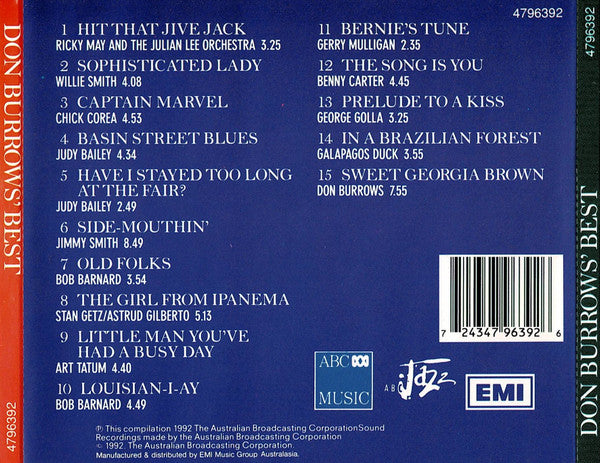 DON BURROWS' BEST
4796392
4796392
1 HIT THAT JIVE JACK
RICKY MAY AND THE JULIAN LEE ORCHESTRA 3.25
2 SOPHISTICATED LADY
WILLIE SMITH 4.08
3 CAPTAIN MARVEL
CHICK COREA 4.53
4 BASIN STREET BLUES
JUDY BAILEY 4.34
5 HAVE I STAYED TOO LONG
AT THE FAIR?
JUDY BAILEY 2.49
6 SIDE-MOUTHIN'
JIMMY SMITH 8.49
7 OLD FOLKS
BOB BARNARD 3.54
8 THE GIRL FROM IPANEMA
STAN GETZ/ASTRUD GILBERTO 5.13
9 LITTLE MAN YOU'VE
HAD A BUSY DAY
ART TATUM 4.40
10 LOUISIAN-I-AY
BOB BARNARD 4.49
11 BERNIE'S TUNE
GERRY MULLIGAN 2.35
12 THE SONG IS YOU
BENNY CARTER 4.45
13 PRELUDE TO A KISS
GEORGE GOLLA 3.25
14 IN A BRAZILIAN FOREST
GALAPAGOS DUCK 3.55
15 SWEET GEORGIA BROWN
DON BURROWS 7.55
7 24347 96392 6
ABC
MUSIC
ABC Jazz
EMI
℗ This compilation 1992 The Australian Broadcasting CorporationSound
Recordings made by the Australian Broadcasting Corporation
© 1992. The Australian Broadcasting Corporation.
Manufactured & distributed by EMI Music Group Australasia.
4796392
DON BURROWS' BEST